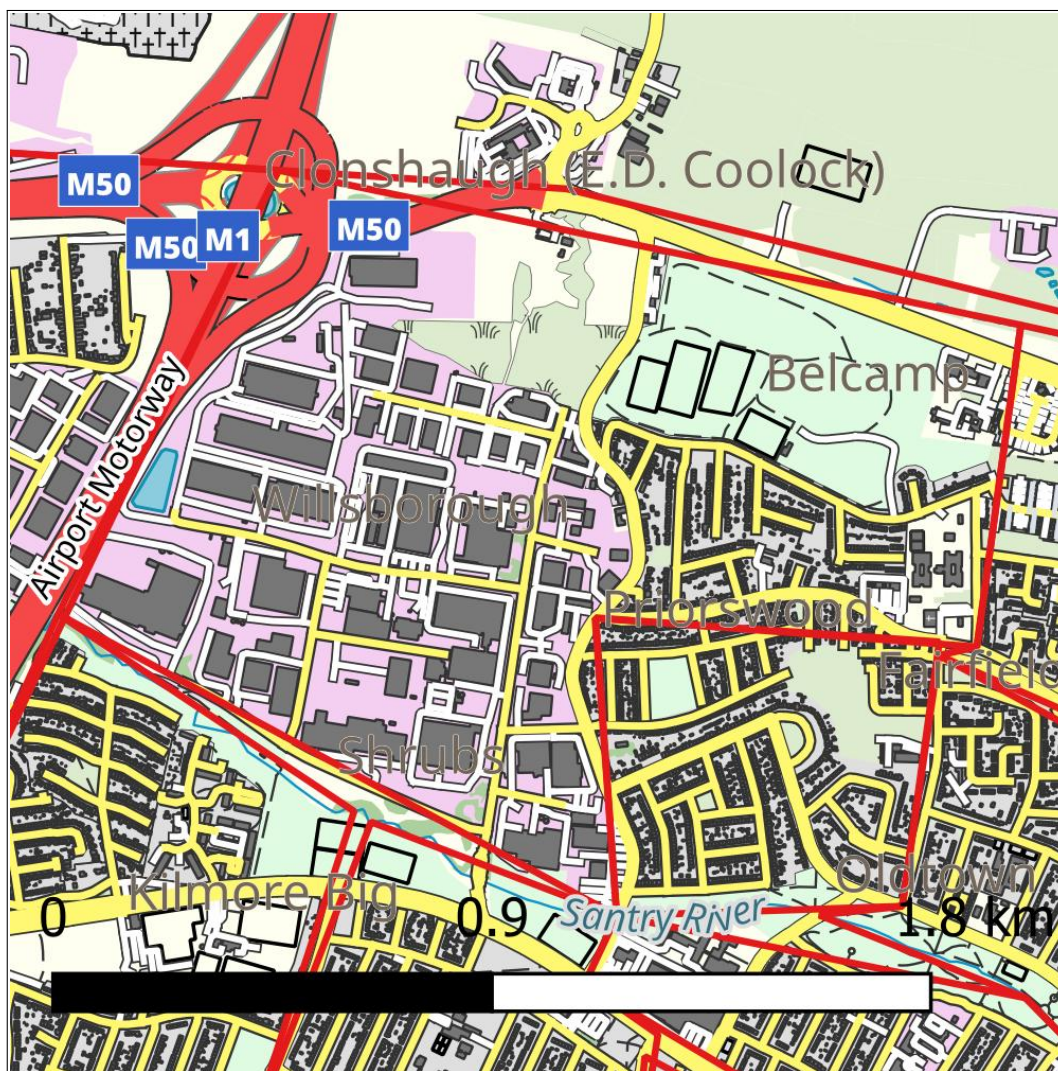 Clonshaugh (E.D. Coolock)
M50
M50
M1
M50
Belcamp
Airport Motorway
Willsborough
Priorswood
Fairfield
Shrubs
Kilmore Big
Oldtown
Santry River
0
0.9
1.8 km